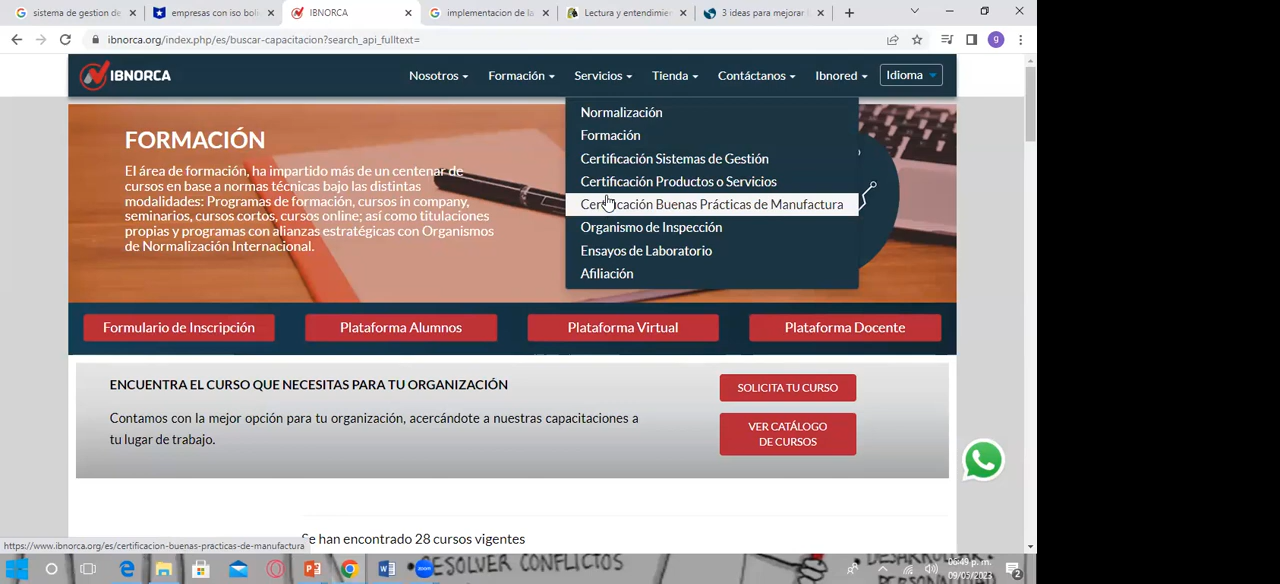 sistema de gestion de
empresas con iso boli
IBNORCA
implementacion de la
Lectura y entendimie
3 ideas para mejorar
ibnorca.org/index.php/es/buscar-capacitacion?search_api_fulltext=
g
IBNORCA
Nosotros
Formación
Servicios
Tienda
Contáctanos
Ibnored
Idioma
Normalización
Formación
Certificación Sistemas de Gestión
Certificación Productos o Servicios
Certificación Buenas Prácticas de Manufactura
Organismo de Inspección
Ensayos de Laboratorio
Afiliación
FORMACIÓN
El área de formación, ha impartido más de un centenar de
cursos en base a normas técnicas bajo las distintas
modalidades: Programas de formación, cursos in company,
seminarios, cursos cortos, cursos online; así como titulaciones
propias y programas con alianzas estratégicas con Organismos
de Normalización Internacional.
Formulario de Inscripción
Plataforma Alumnos
Plataforma Virtual
Plataforma Docente
ENCUENTRA EL CURSO QUE NECESITAS PARA TU ORGANIZACIÓN
Contamos con la mejor opción para tu organización, acercándote a nuestras capacitaciones a
tu lugar de trabajo.
SOLICITA TU CURSO
VER CATÁLOGO
DE CURSOS
Se han encontrado 28 cursos vigentes
https://www.ibnorca.org/es/certificacion-buenas-practicas-de-manufactura
RESOLVER CONFLICTOS
06:49 p. m.
09/05/2023
2